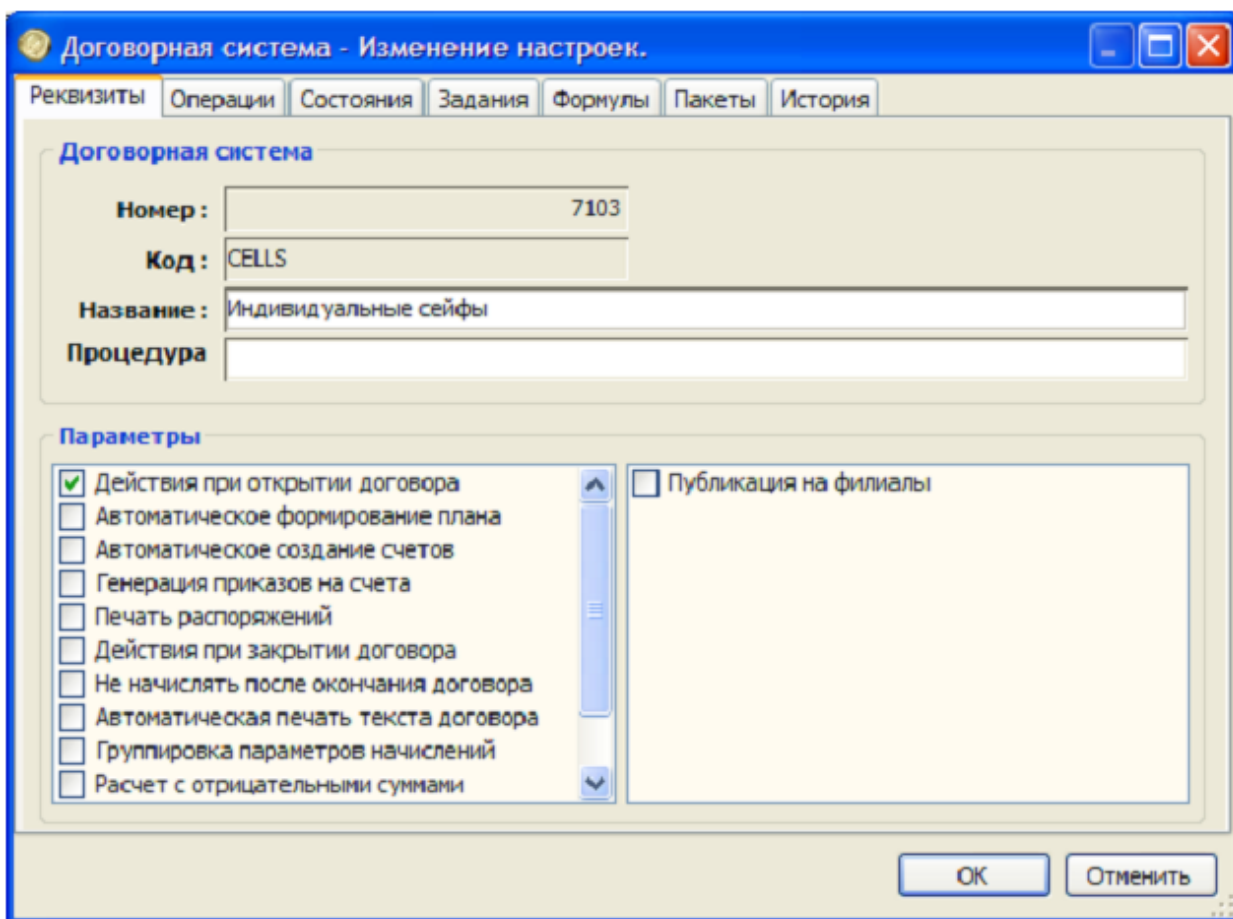 Договорная система - Изменение настроек.
Реквизиты Операции Состояния Задания Формулы Пакеты История
Договорная система
Номер : 7103
Код : CELLS
Название : Индивидуальные сейфы
Процедура
Параметры
Действия при открытии договора
Автоматическое формирование плана
Автоматическое создание счетов
Генерация приказов на счета
Печать распоряжений
Действия при закрытии договора
Не начислять после окончания договора
Автоматическая печать текста договора
Группировка параметров начислений
Расчет с отрицательными суммами
Публикация на филиалы
ОК Отменить